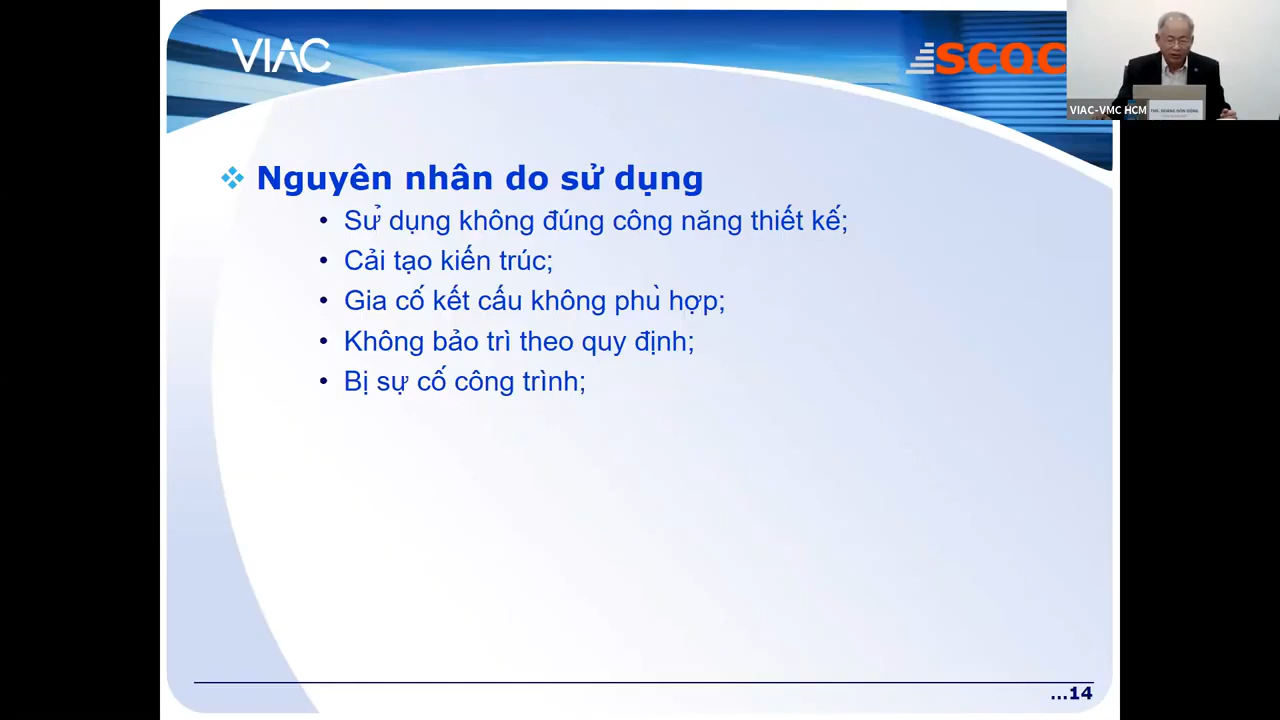 VIAC
SCQC
VIAC-VMC HCM
Nguyên nhân do sử dụng
• Sử dụng không đúng công năng thiết kế;
• Cải tạo kiến trúc;
• Gia cố kết cấu không phù hợp;
• Không bảo trì theo quy định;
• Bị sự cố công trình;
...14